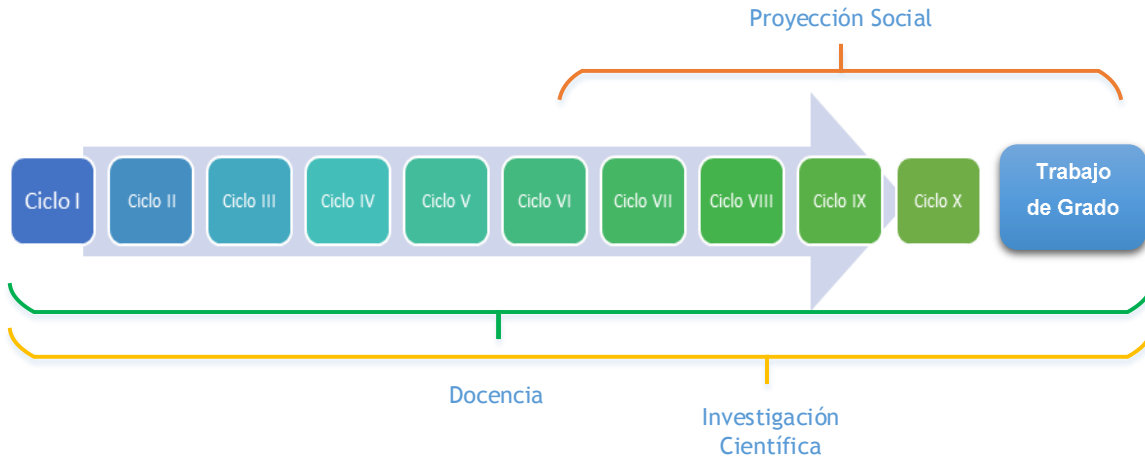 Proyección Social
Ciclo I
Ciclo II
Ciclo III
Ciclo IV
Ciclo V
Ciclo VI
Ciclo VII
Ciclo VIII
Ciclo IX
Ciclo X
Trabajo
de Grado
Docencia
Investigación
Científica